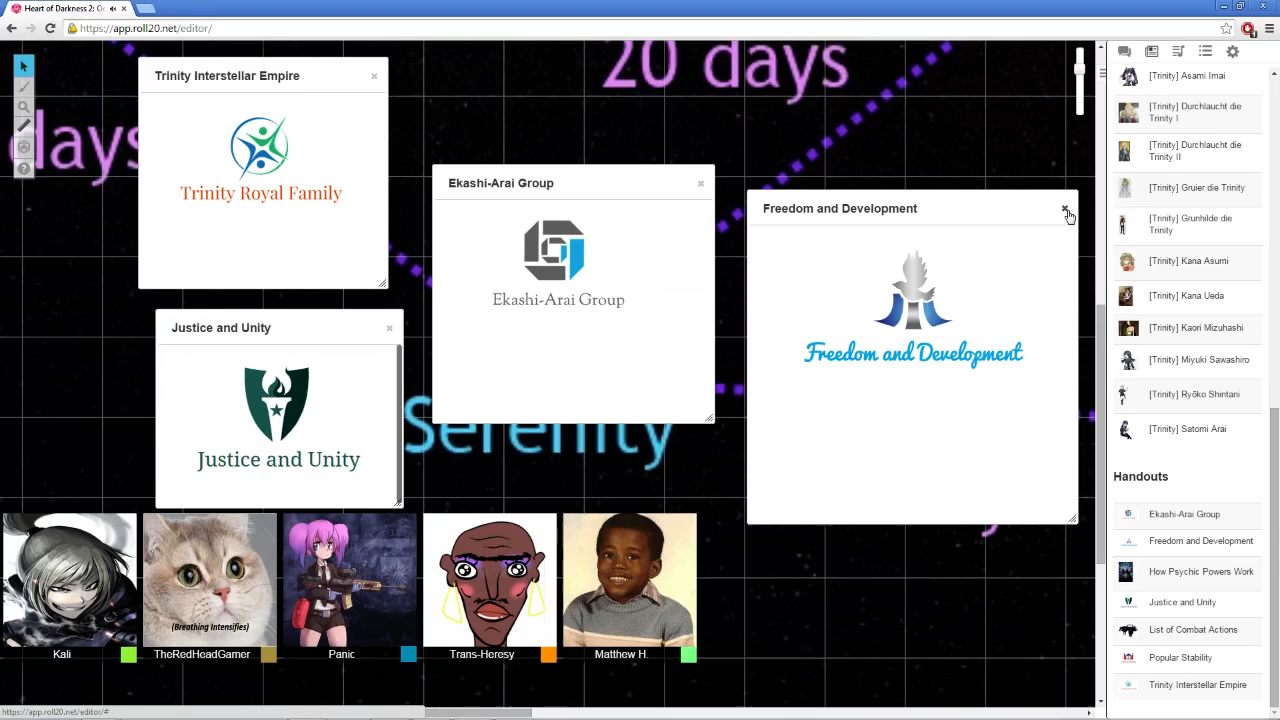 Heart of Darkness 2: O
https://app.roll20.net/editor/
20 days
days
Serenity
Trinity Interstellar Empire
Trinity Royal Family
Ekashi-Arai Group
Ekashi-Arai Group
Freedom and Development
Freedom and Development
Justice and Unity
Justice and Unity
(Breathing Intensifies)
Kali
TheRedHeadGamer
Panic
Trans-Heresy
Matthew H.
[Trinity] Asami Imai
[Trinity] Durchlaucht die
Trinity I
[Trinity] Durchlaucht die
Trinity II
[Trinity] Gruier die Trinity
[Trinity] Grunhilde die
Trinity
[Trinity] Kana Asumi
[Trinity] Kana Ueda
[Trinity] Kaori Mizuhashi
[Trinity] Miyuki Sawashiro
[Trinity] Ryōko Shintani
[Trinity] Satomi Arai
Handouts
Ekashi-Arai Group
Freedom and Development
How Psychic Powers Work
Justice and Unity
List of Combat Actions
Popular Stability
Trinity Interstellar Empire
https://app.roll20.net/editor/#